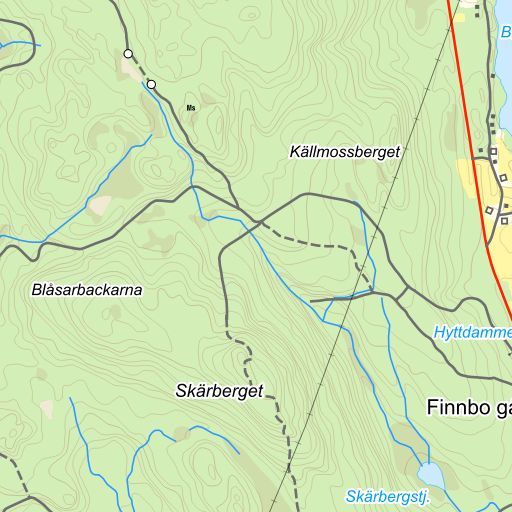 B
Ms
Källmossberget
Blåsarbackarna
Hyttdamme
Skärberget
Finnbo ga
Skärbergstj.